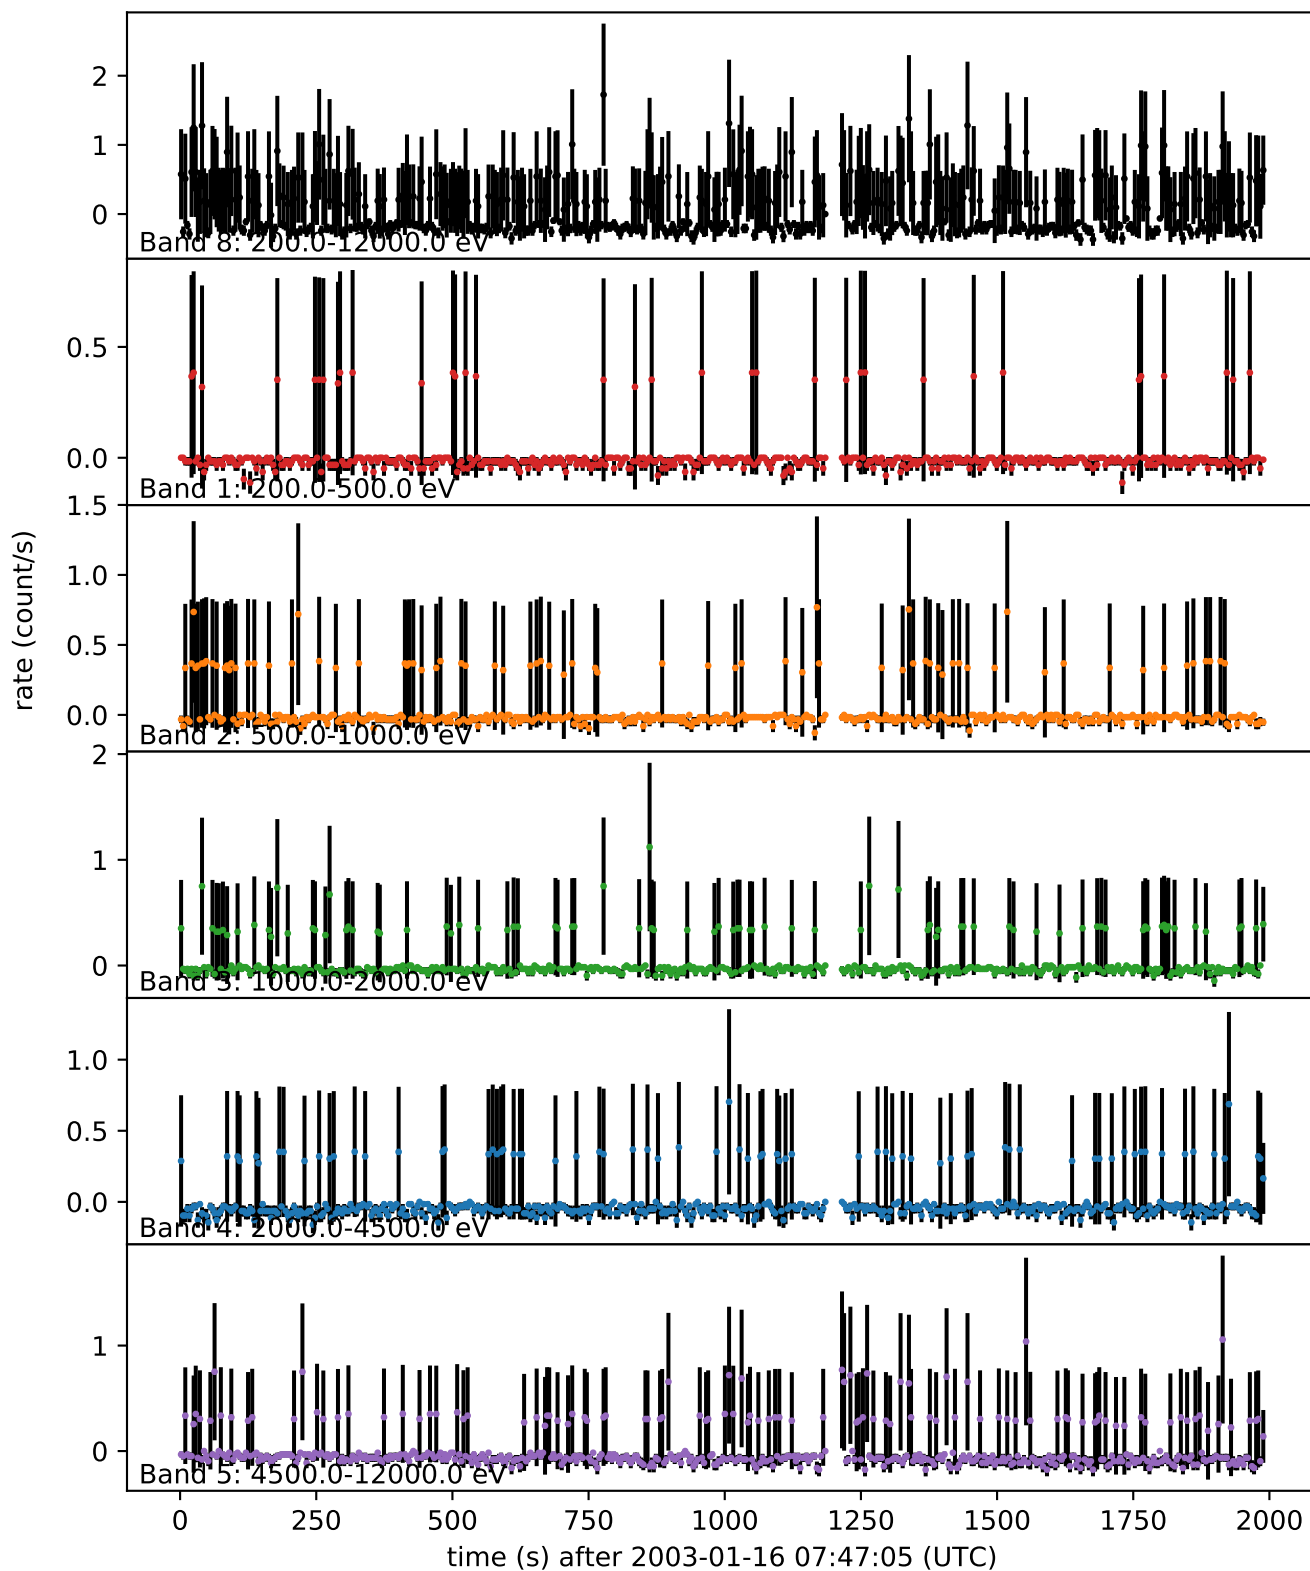 2
1
0
Band 8: 200.0-12000.0 eV
0.5
0.0
Band 1: 200.0-500.0 eV
1.5
1.0
0.5
0.0
Band 2: 500.0-1000.0 eV
rate (count/s)
2
1
0
Band 3: 1000.0-2000.0 eV
1.0
0.5
0.0
Band 4: 2000.0-4500.0 eV
1
0
Band 5: 4500.0-12000.0 eV
0 250 500 750 1000 1250 1500 1750 2000
time (s) after 2003-01-16 07:47:05 (UTC)